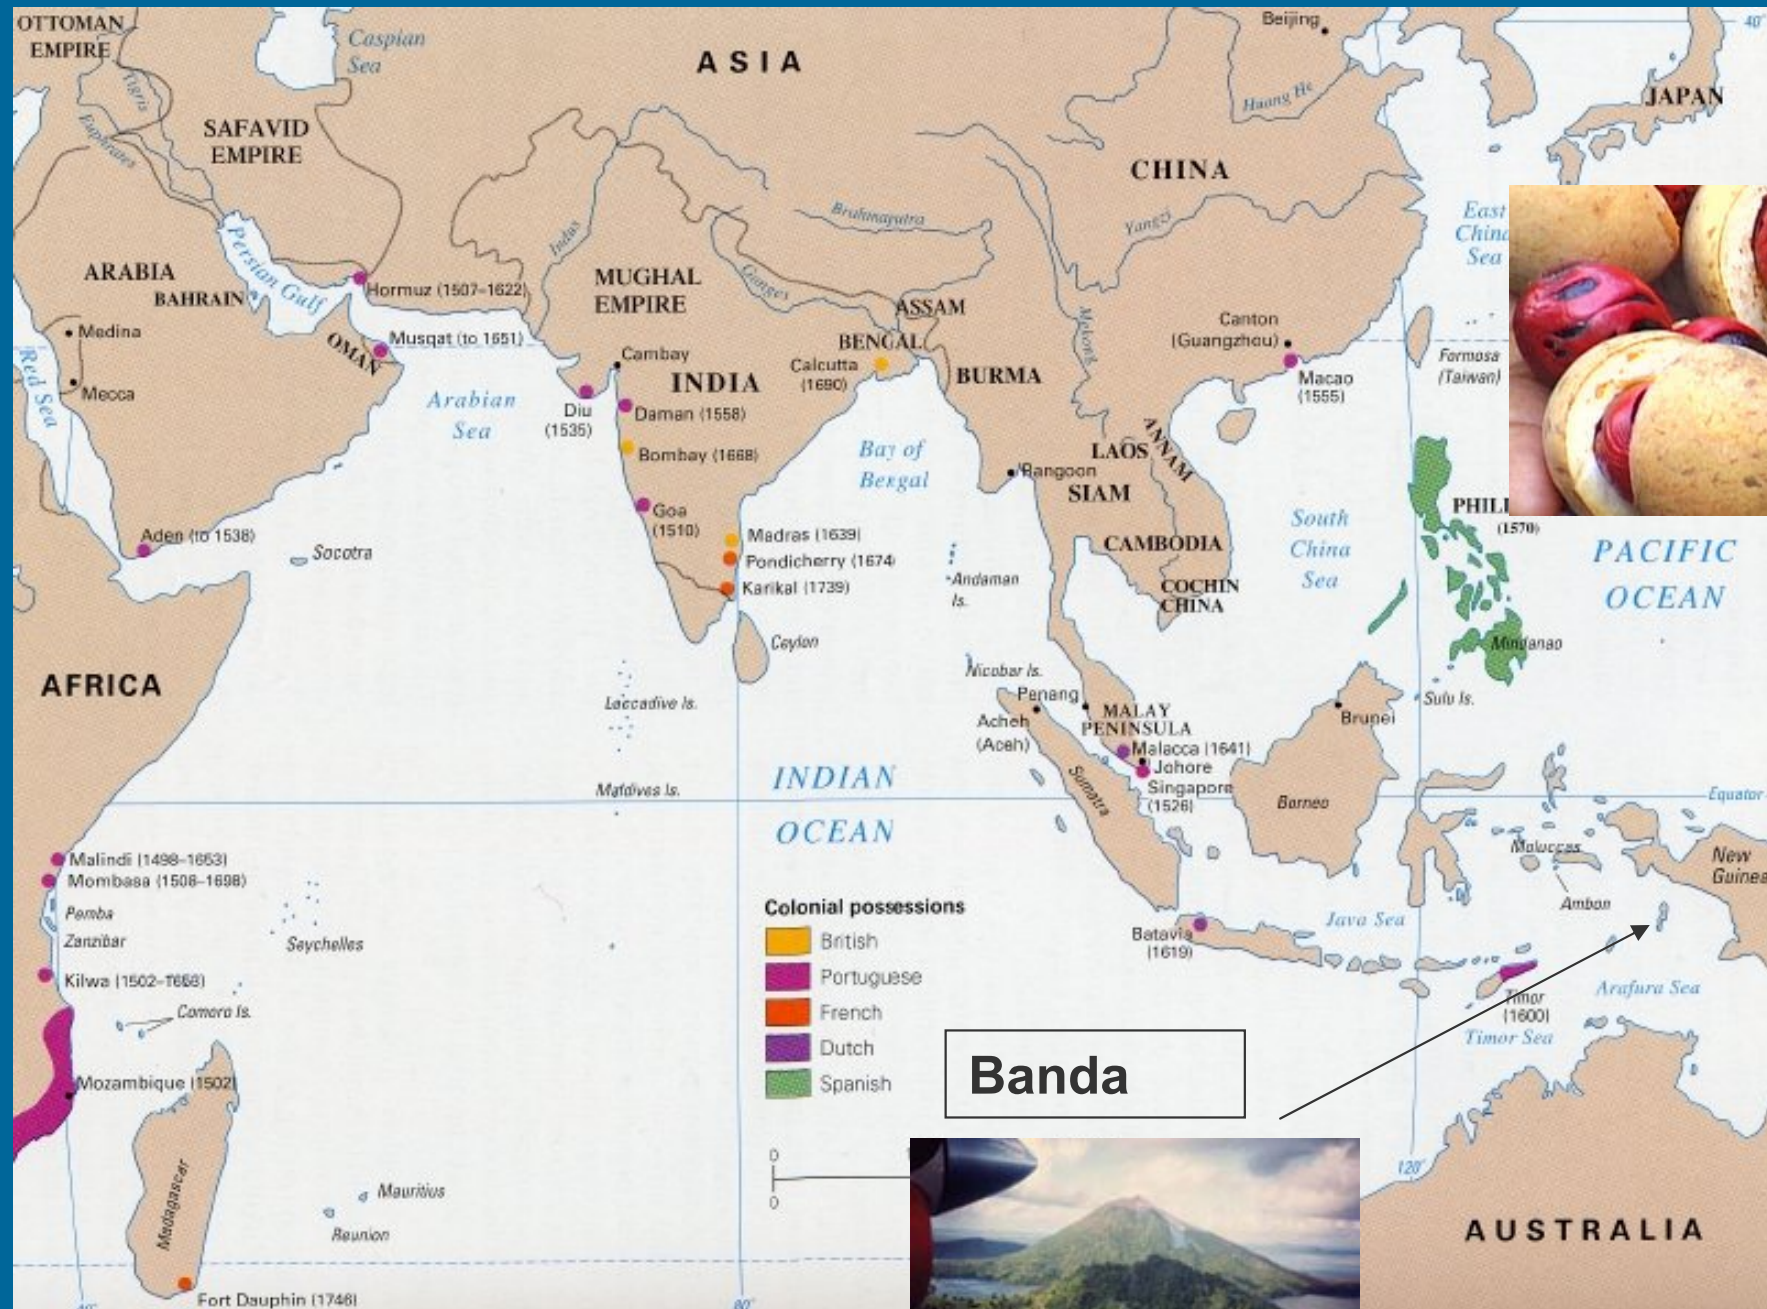 OTTOMAN
EMPIRE
Caspian
Sea
ASIA
Beijing
40°
Tigris
Euphrates
SAFAVID
EMPIRE
Huang He
JAPAN
CHINA
Indus
Brahmaputra
Yangzi
East
China
Sea
Persian Gulf
ARABIA
BAHRAIN
Hormuz (1507–1622)
MUGHAL
EMPIRE
Ganges
ASSAM
Mekong
Medina
Musqat (to 1651)
OMAN
BENGAL
Canton
(Guangzhou)
Formosa
(Taiwan)
Red Sea
Mecca
Cambay
INDIA
Calcutta
(1690)
BURMA
Macao
(1555)
Arabian
Sea
Diu
(1535)
Daman (1558)
Bombay (1668)
Bay of
Bengal
LAOS
ANNAM
Rangoon
SIAM
Goa
(1510)
PHIL
(1570)
Aden (to 1538)
Socotra
Madras (1639)
Pondicherry (1674
Karikal (1739)
Andaman
Is.
CAMBODIA
COCHIN
CHINA
South
China
Sea
PACIFIC
OCEAN
Ceylon
Mindanao
AFRICA
Laccadive Is.
Nicobar Is.
Penang
Acheh
(Aceh)
MALAY
PENINSULA
Malacca (1641)
Johore
Singapore
(1526)
Brunei
Sulu Is.
Maldives Is.
INDIAN
OCEAN
Sumatra
Borneo
Equator
Moluccas
New
Guinea
Malindi (1498–1653)
Mombasa (1508–1698)
Pemba
Zanzibar
Seychelles
Colonial possessions
British
Portuguese
French
Dutch
Spanish
Ambon
Java Sea
Batavia
(1619)
Kilwa (1502–1658)
Comoro Is.
Timor
(1600)
Arafura Sea
Timor Sea
Banda
Mozambique (1502)
Madagascar
0
0
120°
Mauritius
Reunion
AUSTRALIA
Fort Dauphin (1746)
80°